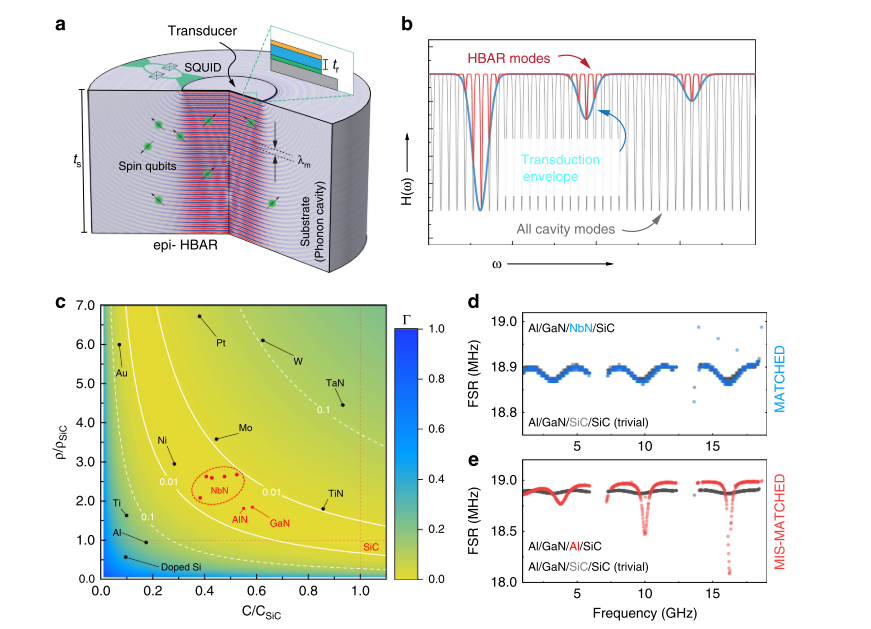 a
Transducer
SQUID
tr
ts
Spin qubits
λm
Substrate
(Phonon cavity)
epi- HBAR
b
HBAR modes
Transduction
envelope
All cavity modes
H(ω)
ω
c
Γ
7.0
6.0
5.0
4.0
3.0
2.0
1.0
0.0
ρ/ρSiC
0.0
0.2
0.4
0.6
0.8
1.0
C/CSiC
1.0
0.8
0.6
0.4
0.2
0.0
Pt
W
Au
TaN
0.1
Mo
Ni
0.01
NbN
0.01
TiN
AlN
GaN
Ti
0.1
Al
SiC
Doped Si
d
19.0
18.9
18.8
FSR (MHz)
Al/GaN/NbN/SiC
Al/GaN/SiC/SiC (trivial)
5
10
15
MATCHED
e
19.0
18.5
18.0
FSR (MHz)
Al/GaN/Al/SiC
Al/GaN/SiC/SiC (trivial)
5
10
15
Frequency (GHz)
MIS-MATCHED